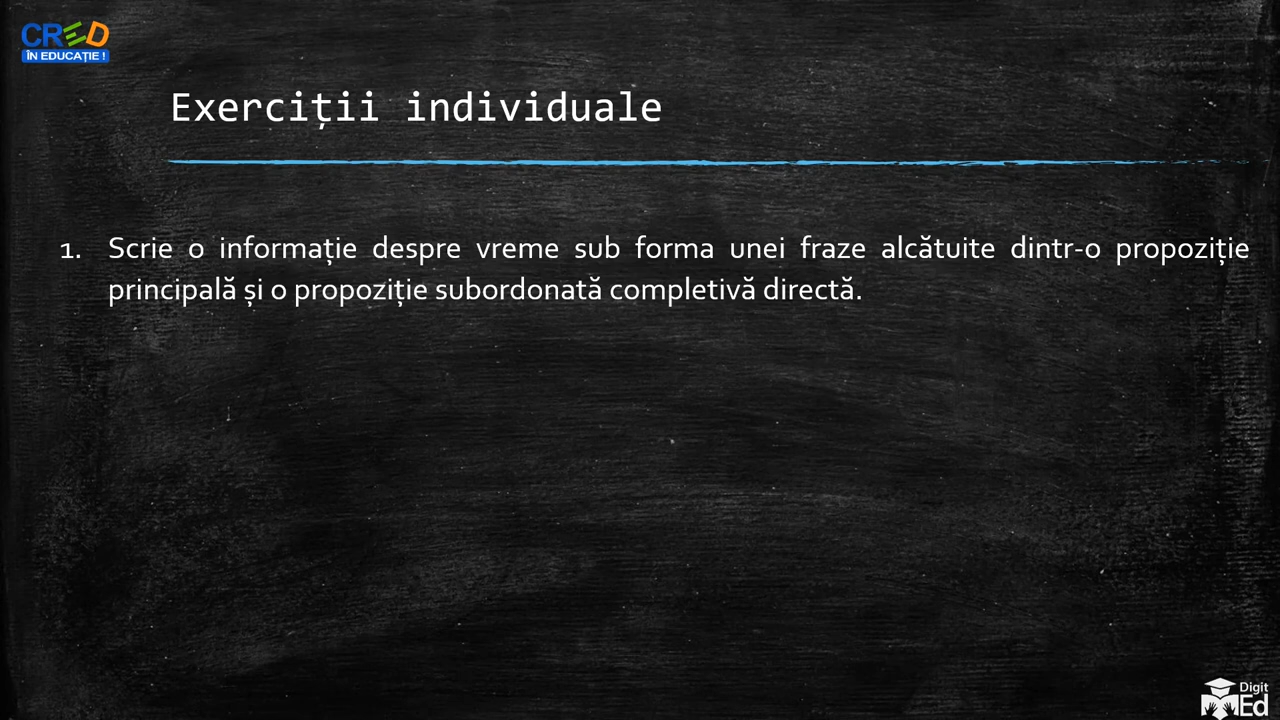 CRED
ÎN EDUCAȚIE !
Exerciții individuale
1. Scrie o informație despre vreme sub forma unei fraze alcătuite dintr-o propoziție
principală și o propoziție subordonată completivă directă.
Digit
Ed